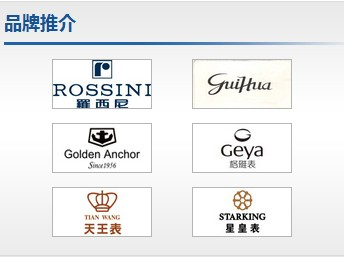 品牌推介
ROSSINI
羅西尼
GuiHua
Golden Anchor
Since1956
Geya
格雅表
TIAN WANG
天王表
STARKING
星皇表